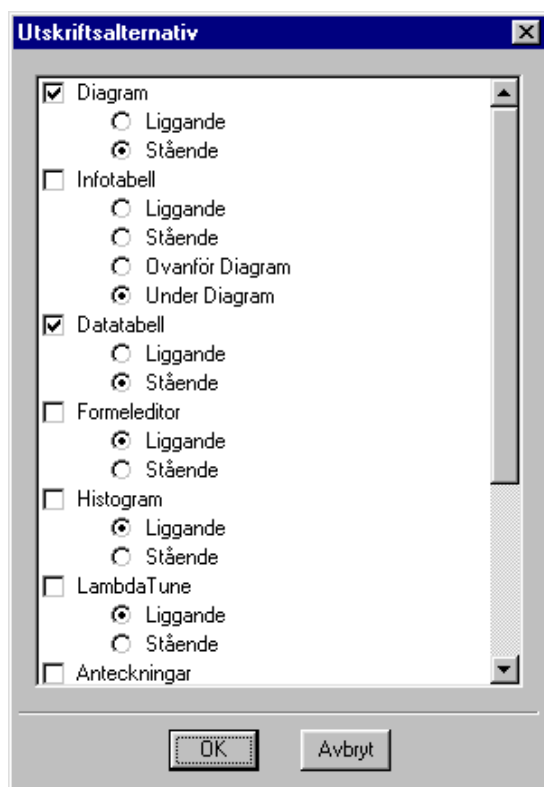 Utskriftsalternativ
Diagram
Liggande
Stående
Infotabell
Liggande
Stående
Ovanför Diagram
Under Diagram
Datatabell
Liggande
Stående
Formeleditor
Liggande
Stående
Histogram
Liggande
Stående
LambdaTune
Liggande
Stående
Anteckningar
OK
Avbryt